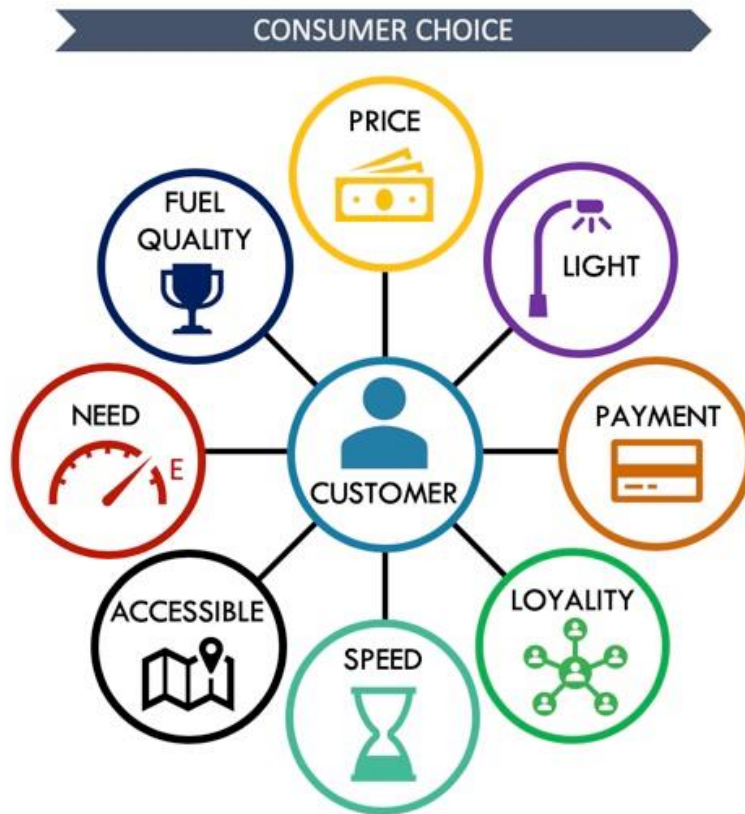 CONSUMER CHOICE
PRICE
FUEL
QUALITY
LIGHT
NEED
E
PAYMENT
CUSTOMER
ACCESSIBLE
LOYALITY
SPEED